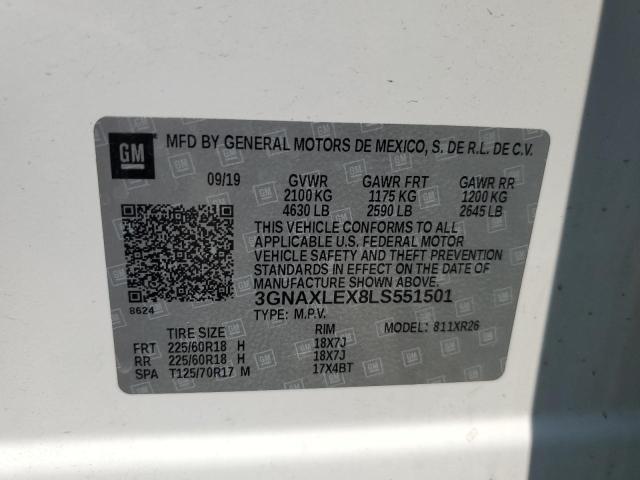 GM MFD BY GENERAL MOTORS DE MEXICO, S. DE R.L. DE C.V.
09/19 GVWR GAWR FRT GAWR RR
2100 KG 1175 KG 1200 KG
4630 LB 2590 LB 2645 LB
THIS VEHICLE CONFORMS TO ALL
APPLICABLE U.S. FEDERAL MOTOR
VEHICLE SAFETY AND THEFT PREVENTION
STANDARDS IN EFFECT ON THE DATE OF
MANUFACTURE SHOWN ABOVE.
8624 3GNAXLEX8LS551501
TYPE: M.P.V. MODEL: 811XR26
TIRE SIZE RIM
FRT 225/60R18 H 18X7J
RR 225/60R18 H 18X7J
SPA T125/70R17 M 17X4BT